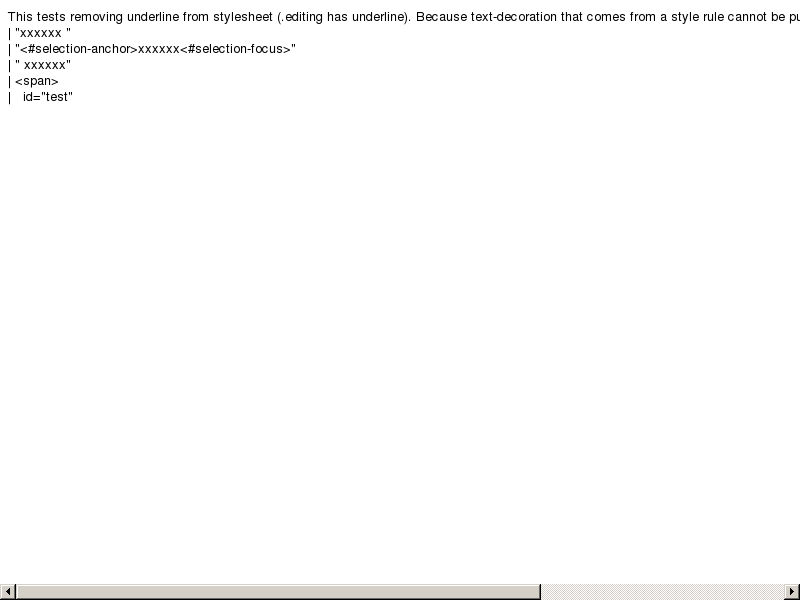 This tests removing underline from stylesheet (.editing has underline). Because text-decoration that comes from a style rule cannot be
| "xxxxxx "
| "<#selection-anchor>xxxxxx<#selection-focus>"
| " xxxxxx"
| <span>
|   id="test"